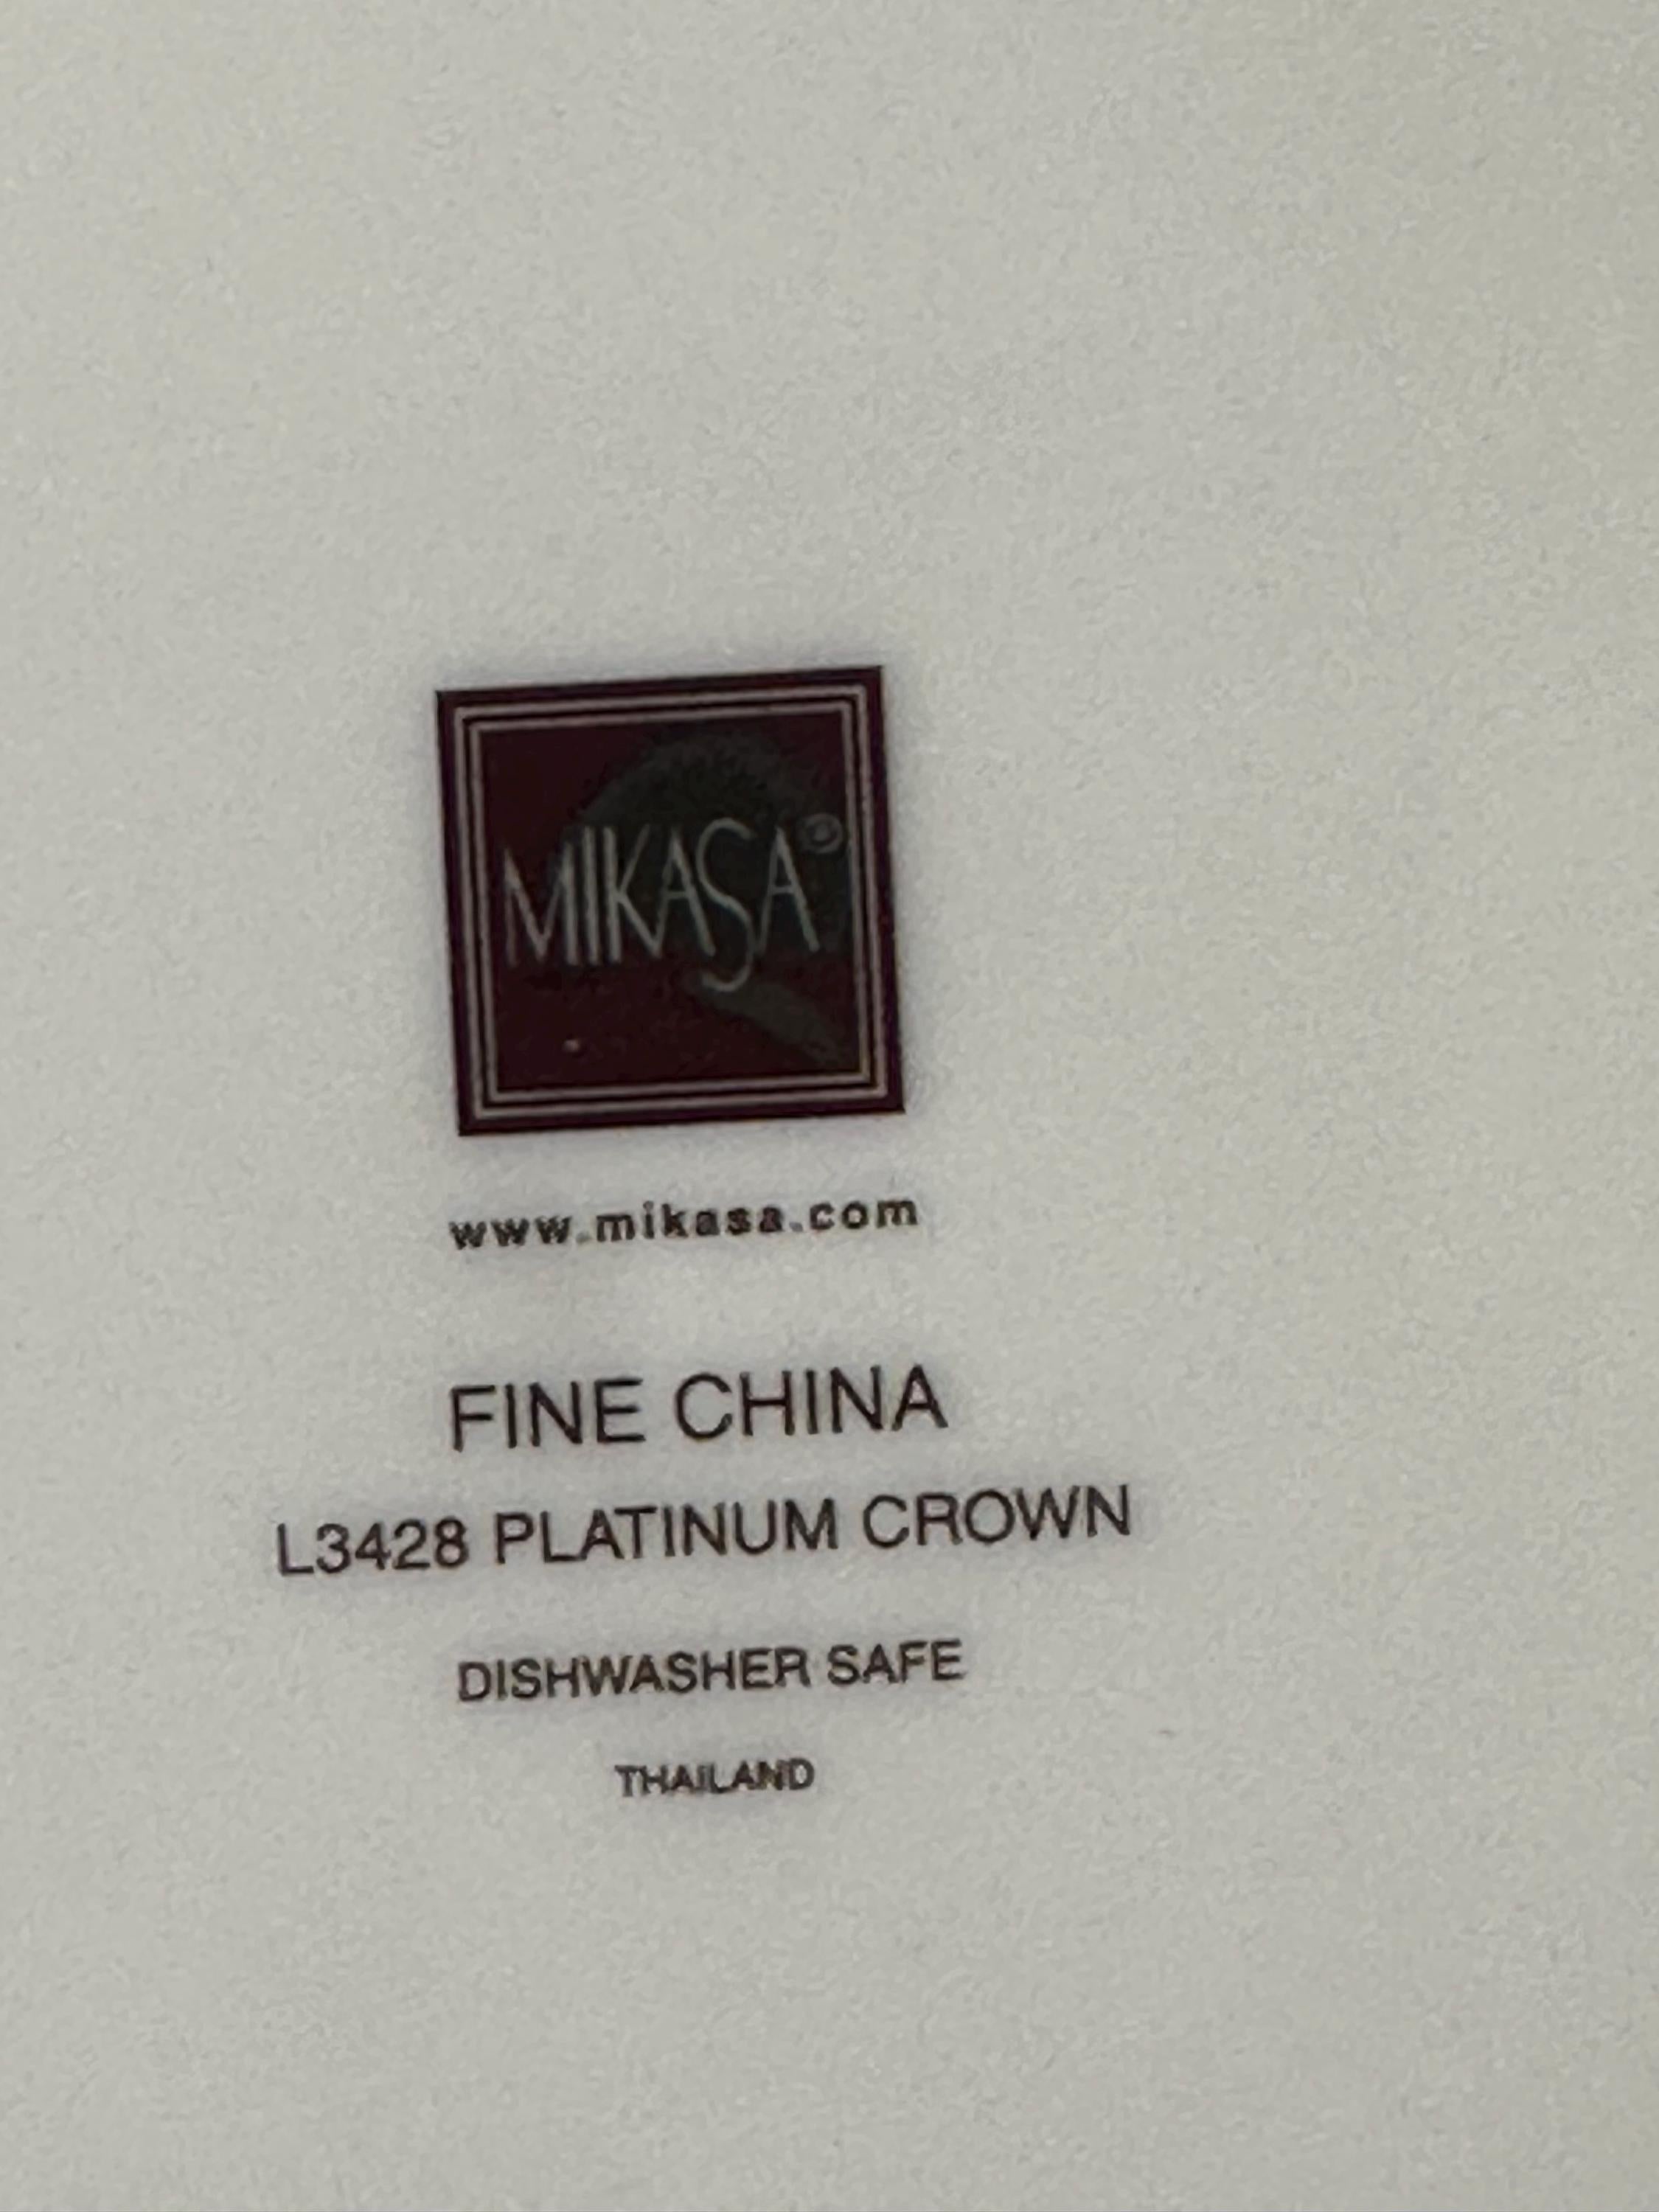 MIKASA®
www.mikasa.com
FINE CHINA
L3428 PLATINUM CROWN
DISHWASHER SAFE
THAILAND